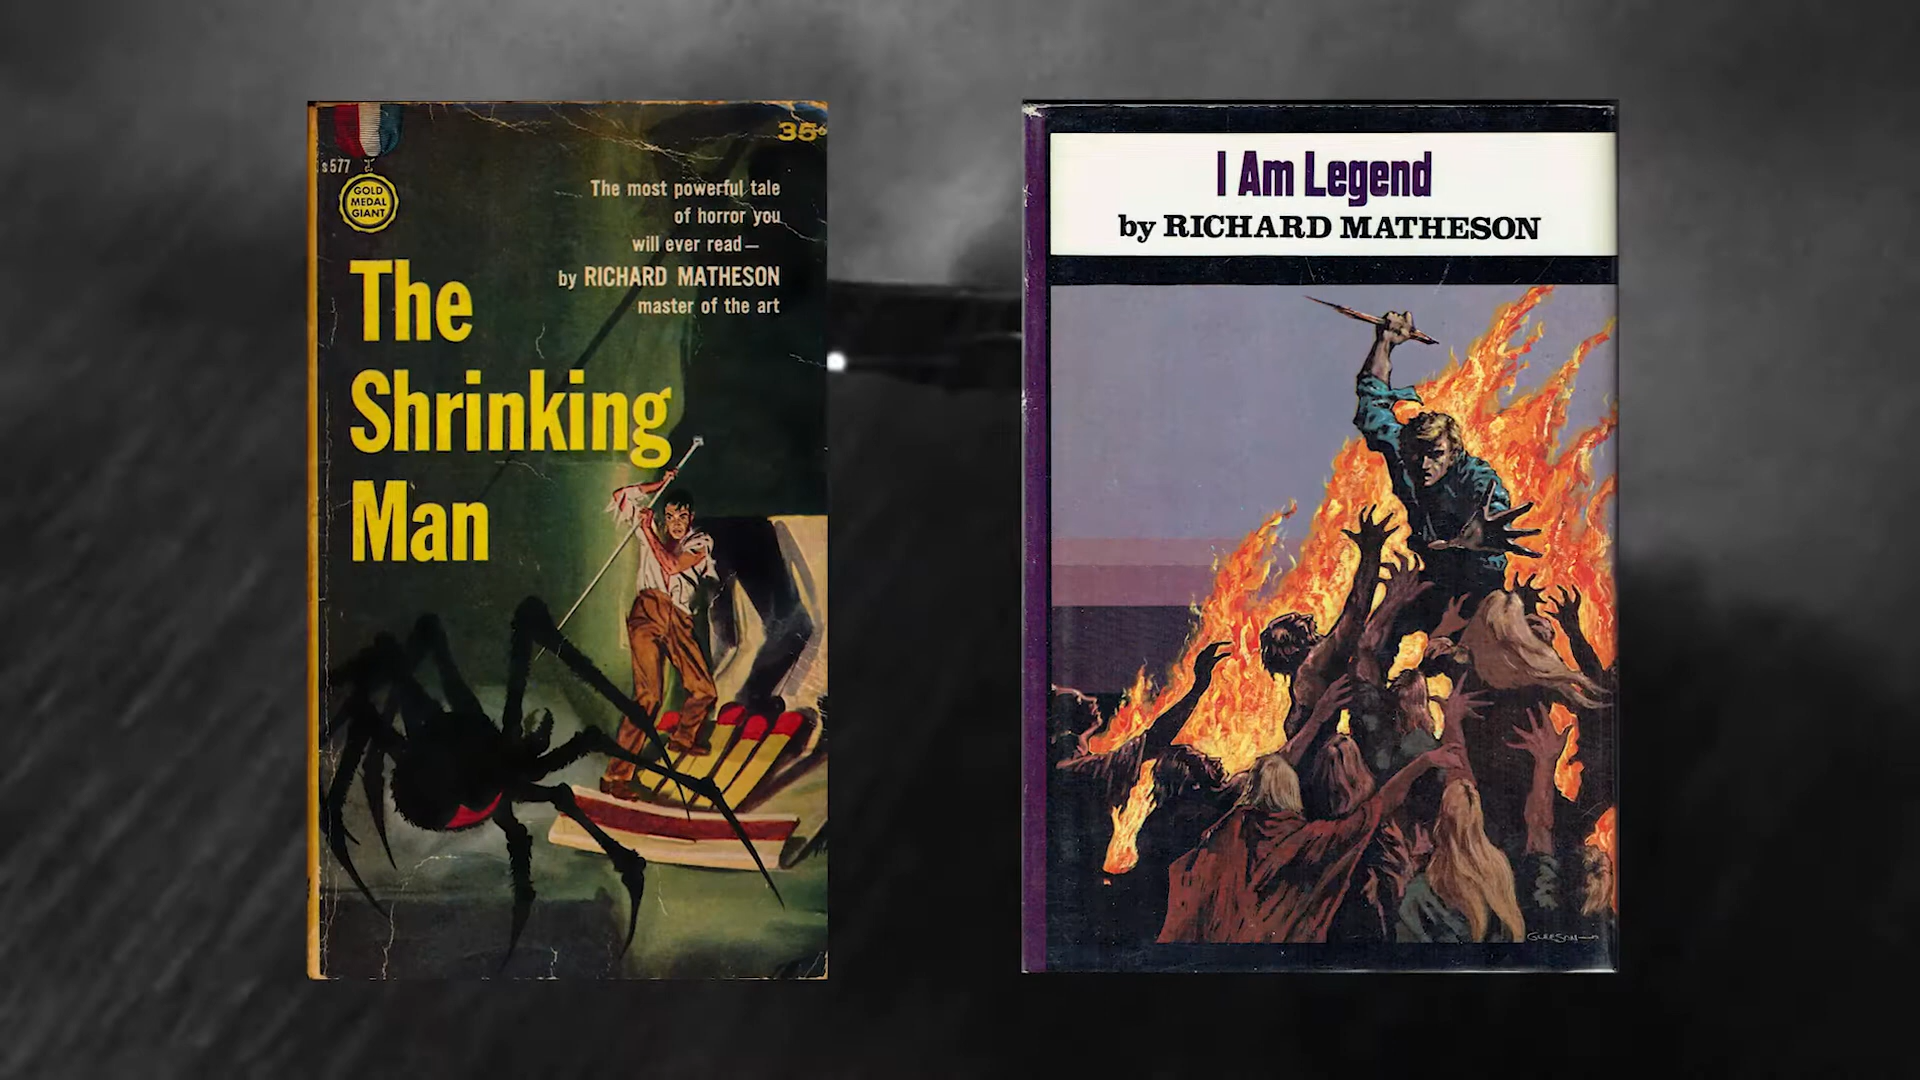 35¢
s577
GOLD
MEDAL
GIANT
The most powerful tale
of horror you
will ever read—
by RICHARD MATHESON
master of the art
The
Shrinking
Man
I Am Legend
by RICHARD MATHESON
GLEESON